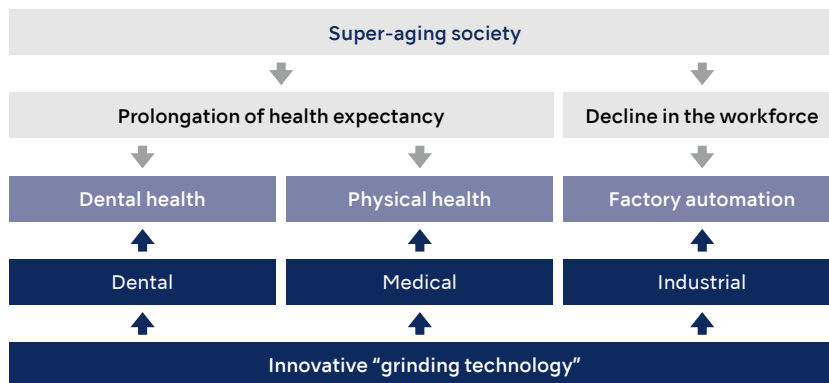 Super-aging society
Prolongation of health expectancy
Decline in the workforce
Dental health
Physical health
Factory automation
Dental
Medical
Industrial
Innovative “grinding technology”